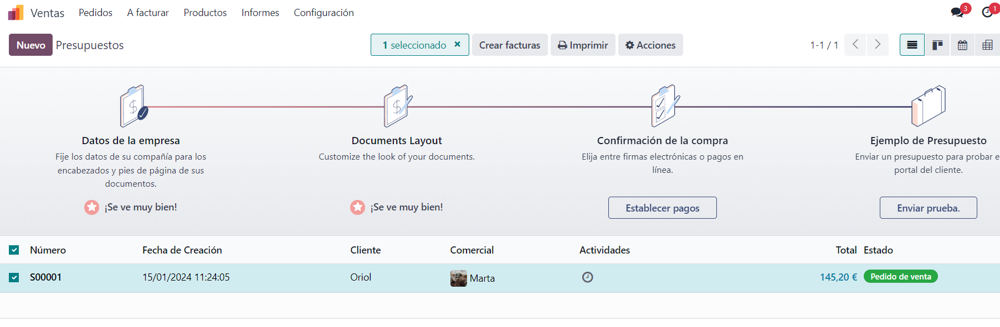 Ventas Pedidos A facturar Productos Informes Configuración 3 1
Nuevo Presupuestos 1 seleccionado × Crear facturas Imprimir Acciones 1-1 / 1
Datos de la empresa
Fije los datos de su compañía para los
encabezados y pies de página de sus
documentos.
¡Se ve muy bien!
Documents Layout
Customize the look of your documents.
¡Se ve muy bien!
Confirmación de la compra
Elija entre firmas electrónicas o pagos en
línea.
Establecer pagos
Ejemplo de Presupuesto
Enviar un presupuesto para probar e
portal del cliente.
Enviar prueba.
Número Fecha de Creación Cliente Comercial Actividades Total Estado
S00001 15/01/2024 11:24:05 Oriol Marta 145,20 € Pedido de venta